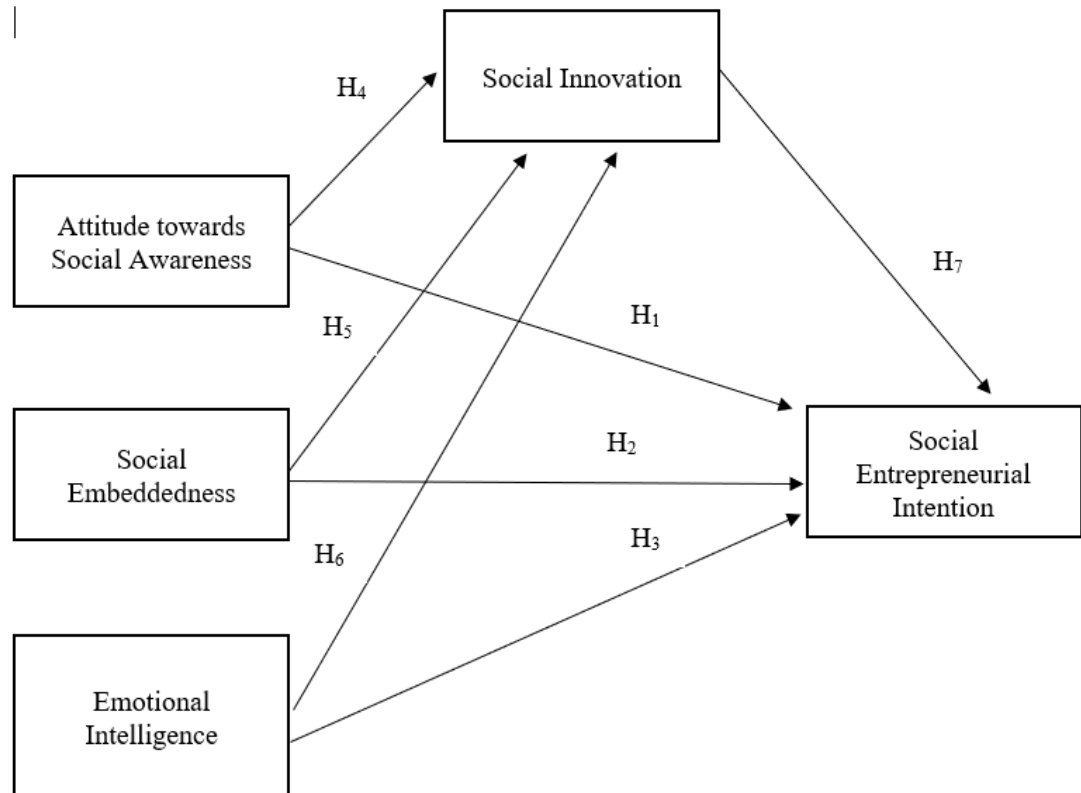 Social Innovation
H₄
Attitude towards
Social Awareness
H₇
H₅
H₁
Social
Embeddedness
H₂
Social
Entrepreneurial
Intention
H₆
H₃
Emotional
Intelligence